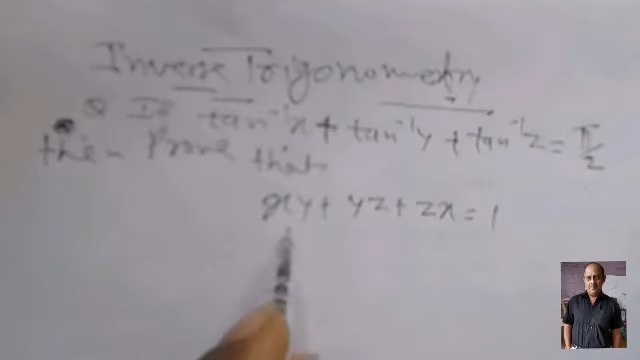 Inverse Trigonometry
Q If tan⁻¹x + tan⁻¹y + tan⁻¹z = π/2
then Prove that
xy + yz + zx = 1